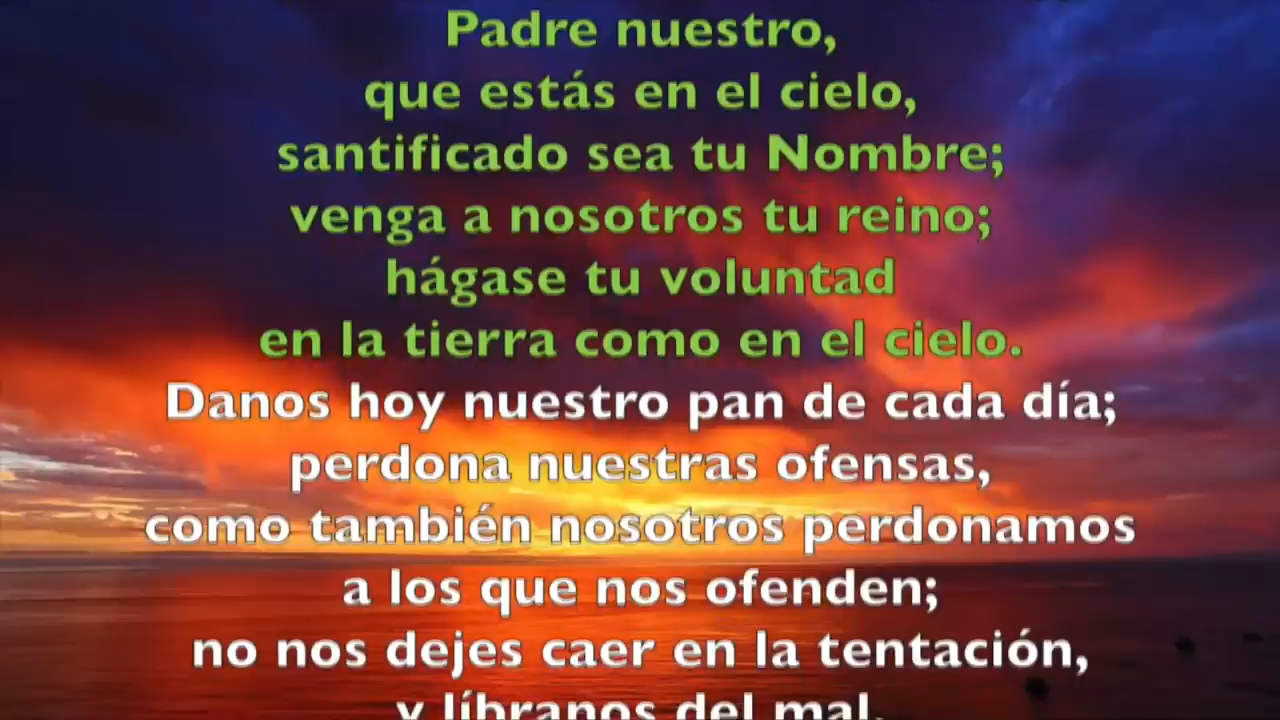 Padre nuestro,
que estás en el cielo,
santificado sea tu Nombre;
venga a nosotros tu reino;
hágase tu voluntad
en la tierra como en el cielo.
Danos hoy nuestro pan de cada día;
perdona nuestras ofensas,
como también nosotros perdonamos
a los que nos ofenden;
no nos dejes caer en la tentación,
y líbranos del mal.